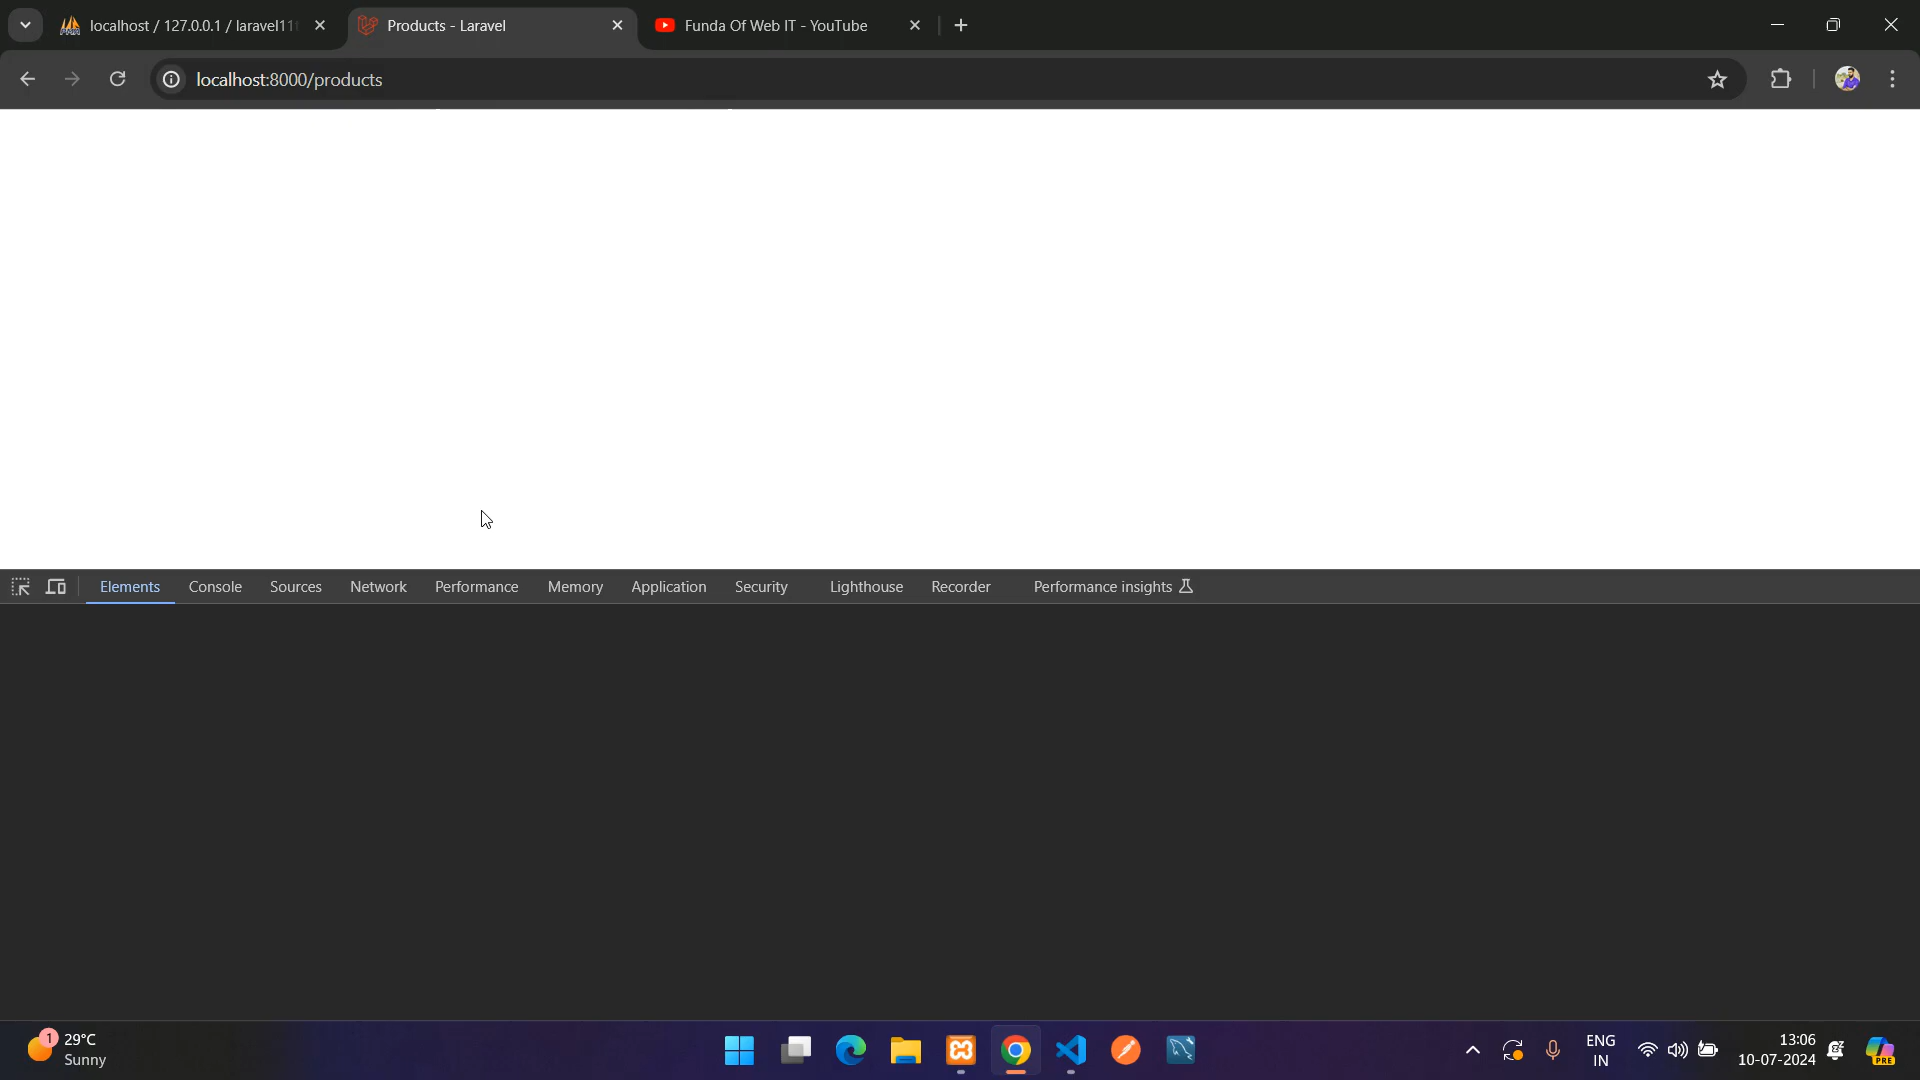 localhost / 127.0.0.1 / laravel11
Products - Laravel
Funda Of Web IT - YouTube
localhost:8000/products
Elements
Console
Sources
Network
Performance
Memory
Application
Security
Lighthouse
Recorder
Performance insights
1
29°C
Sunny
ENG
IN
13:06
10-07-2024
PRE